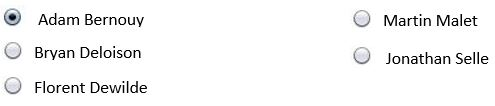 Adam Bernouy
Bryan Deloison
Florent Dewilde
Martin Malet
Jonathan Selle